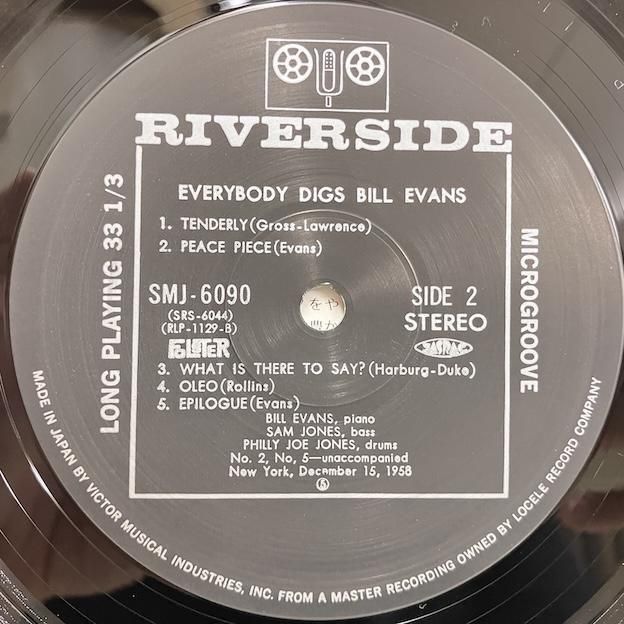 RIVERSIDE
EVERYBODY DIGS BILL EVANS
1. TENDERLY (Gross-Lawrence)
2. PEACE PIECE (Evans)
LONG PLAYING 33 1/3
MICROGROOVE
SMJ-6090
(SRS-6044)
(RLP-1129-B)
SIDE 2
STEREO
JASRAC
をや
3. WHAT IS THERE TO SAY? (Harburg-Duke)
4. OLEO (Rollins)
5. EPILOGUE (Evans)
BILL EVANS, piano
SAM JONES, bass
PHILLY JOE JONES, drums
No. 2, No, 5—unaccompanied
New York, December 15, 1958
MADE IN JAPAN BY VICTOR MUSICAL INDUSTRIES, INC. FROM A MASTER RECORDING OWNED BY LOCELE RECORD COMPANY